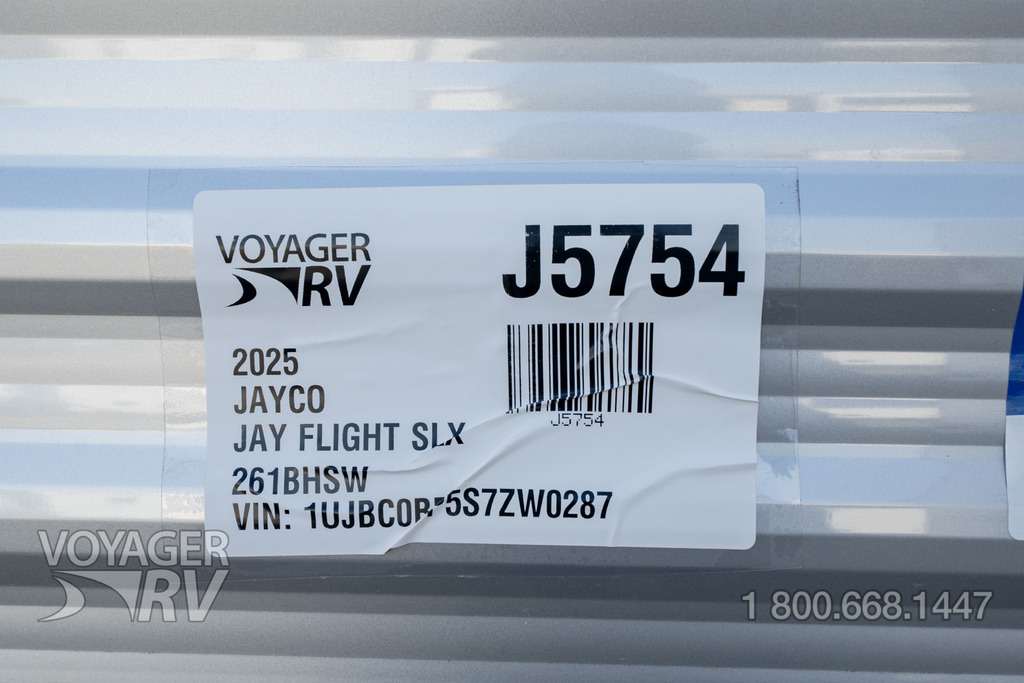 VOYAGER
RV
J5754
J5754
2025
JAYCO
JAY FLIGHT SLX
261BHSW
VIN:
VOYAGER
RV
1 800.668.1447